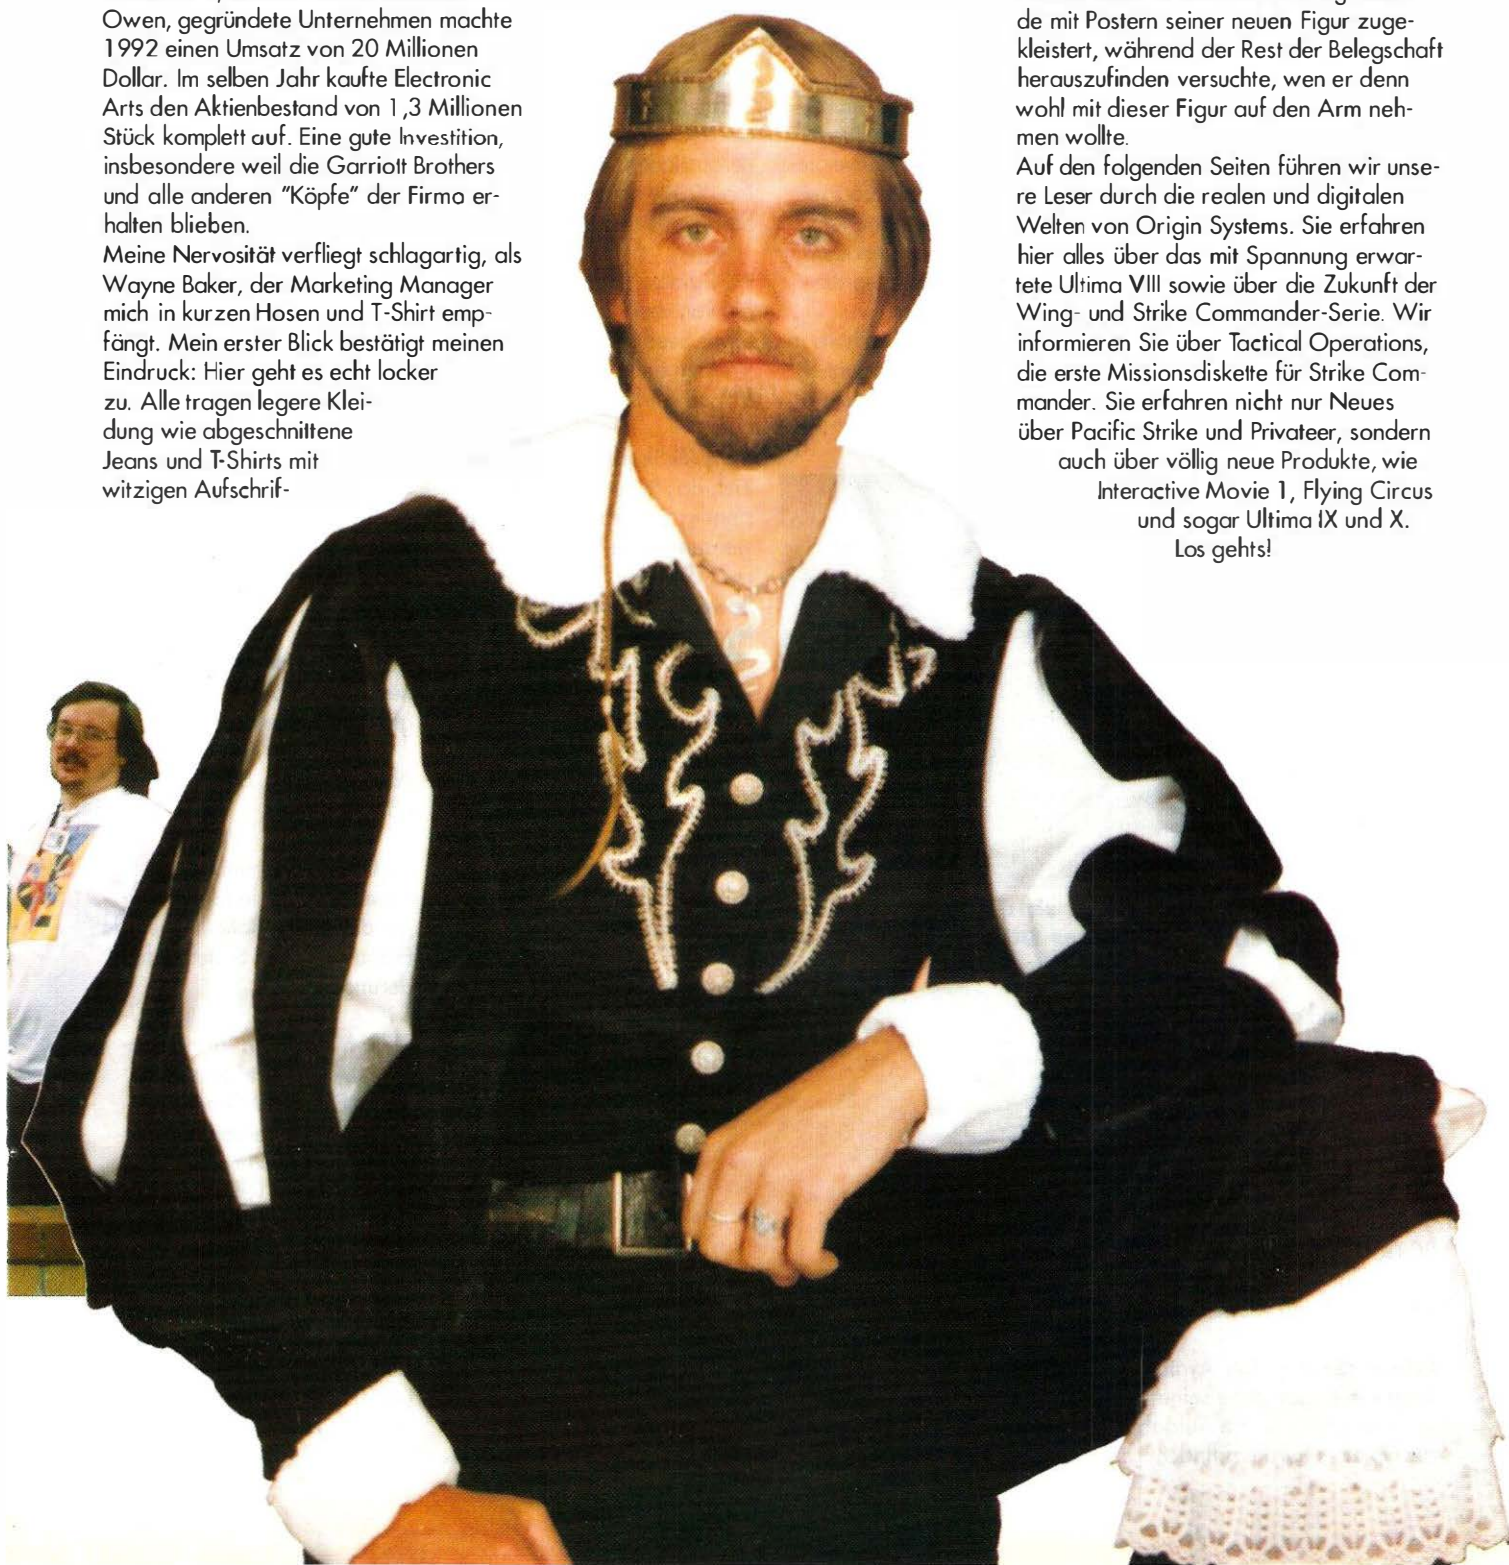 Owen, gegründete Unternehmen machte
1992 einen Umsatz von 20 Millionen
Dollar. Im selben Jahr kaufte Electronic
Arts den Aktienbestand von 1,3 Millionen
Stück komplett auf. Eine gute Investition,
insbesondere weil die Garriott Brothers
und alle anderen "Köpfe" der Firma er-
halten blieben.
Meine Nervosität verfliegt schlagartig, als
Wayne Baker, der Marketing Manager
mich in kurzen Hosen und T-Shirt emp-
fängt. Mein erster Blick bestätigt meinen
Eindruck: Hier geht es echt locker
zu. Alle tragen legere Klei-
dung wie abgeschnittene
Jeans und T-Shirts mit
witzigen Aufschrif-
de mit Postern seiner neuen Figur zuge-
kleistert, während der Rest der Belegschaft
herauszufinden versuchte, wen er denn
wohl mit dieser Figur auf den Arm neh-
men wollte.
Auf den folgenden Seiten führen wir unse-
re Leser durch die realen und digitalen
Welten von Origin Systems. Sie erfahren
hier alles über das mit Spannung erwar-
tete Ultima VIII sowie über die Zukunft der
Wing- und Strike Commander-Serie. Wir
informieren Sie über Tactical Operations,
die erste Missionsdiskette für Strike Com-
mander. Sie erfahren nicht nur Neues
über Pacific Strike und Privateer, sondern
auch über völlig neue Produkte, wie
Interactive Movie 1, Flying Circus
und sogar Ultima IX und X.
Los gehts!